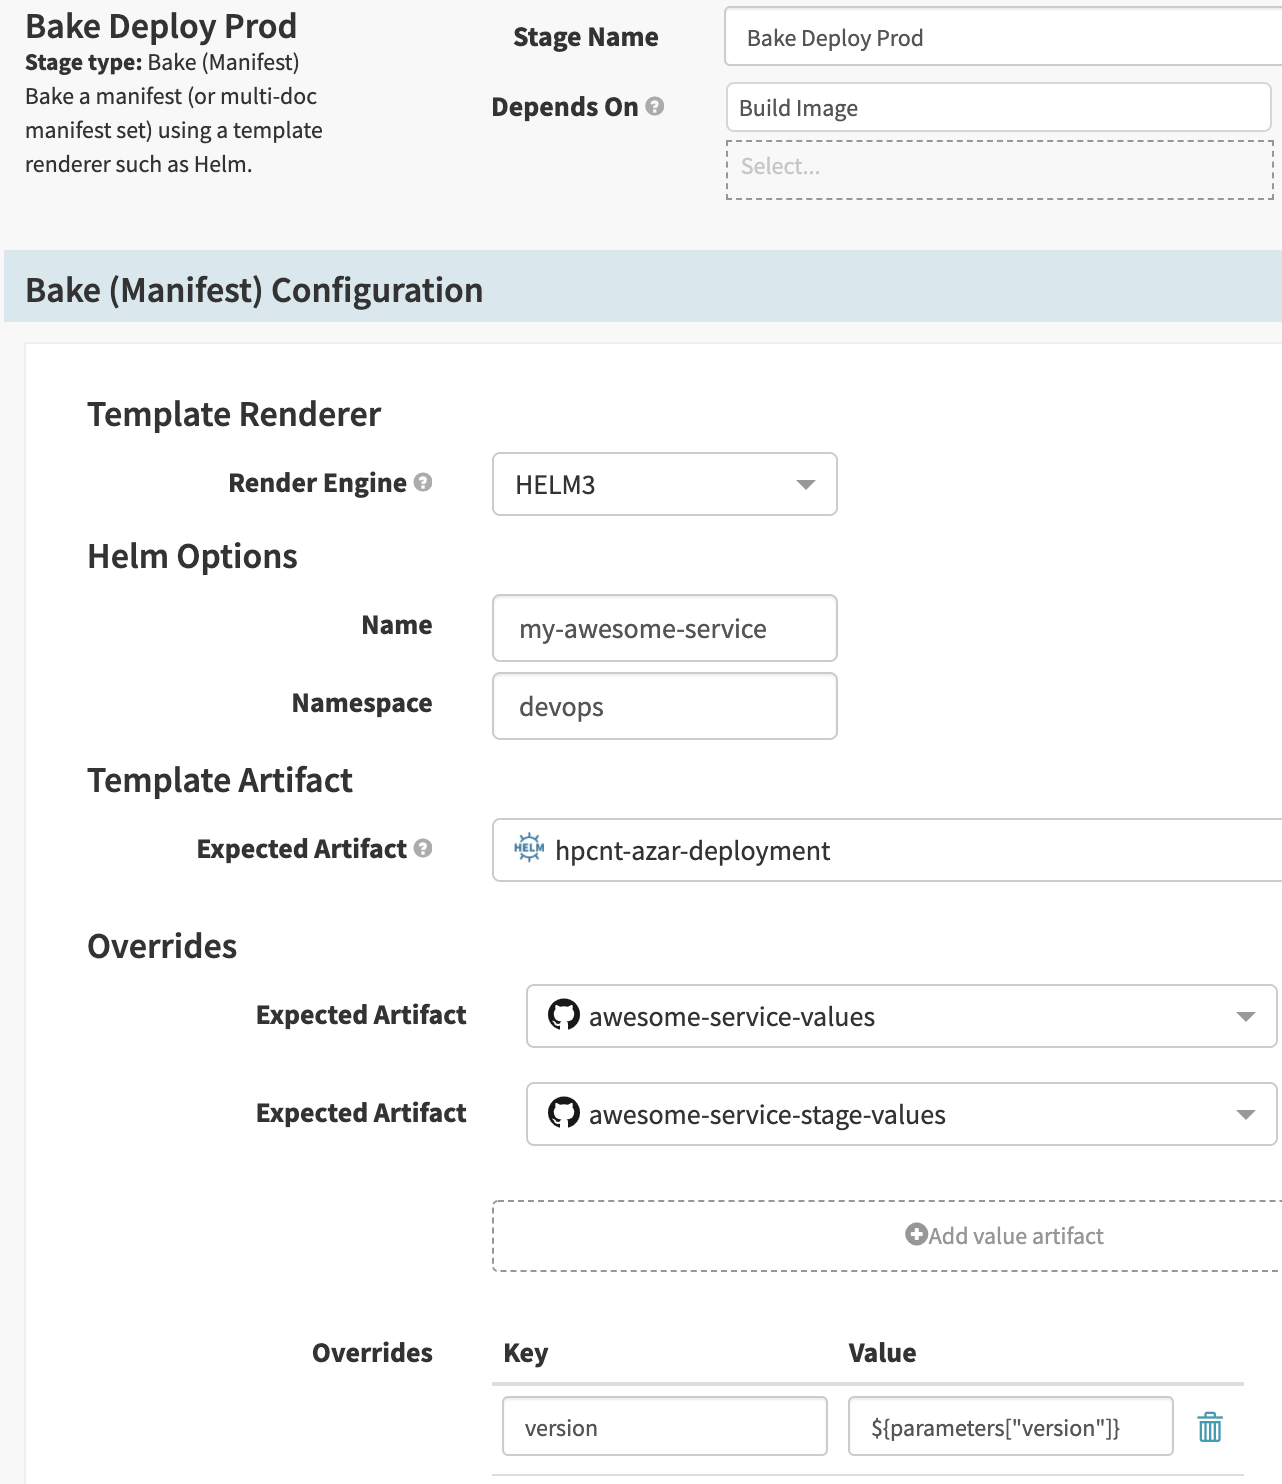 Bake Deploy Prod
Stage type: Bake (Manifest)
Bake a manifest (or multi-doc
manifest set) using a template
renderer such as Helm.
Stage Name
Bake Deploy Prod
Depends On
Build Image
Select...
Bake (Manifest) Configuration
Template Renderer
Render Engine
HELM3
Helm Options
Name
my-awesome-service
Namespace
devops
Template Artifact
Expected Artifact
HELM hpcnt-azar-deployment
Overrides
Expected Artifact
awesome-service-values
Expected Artifact
awesome-service-stage-values
Add value artifact
Overrides
Key
Value
version
${parameters["version"]}